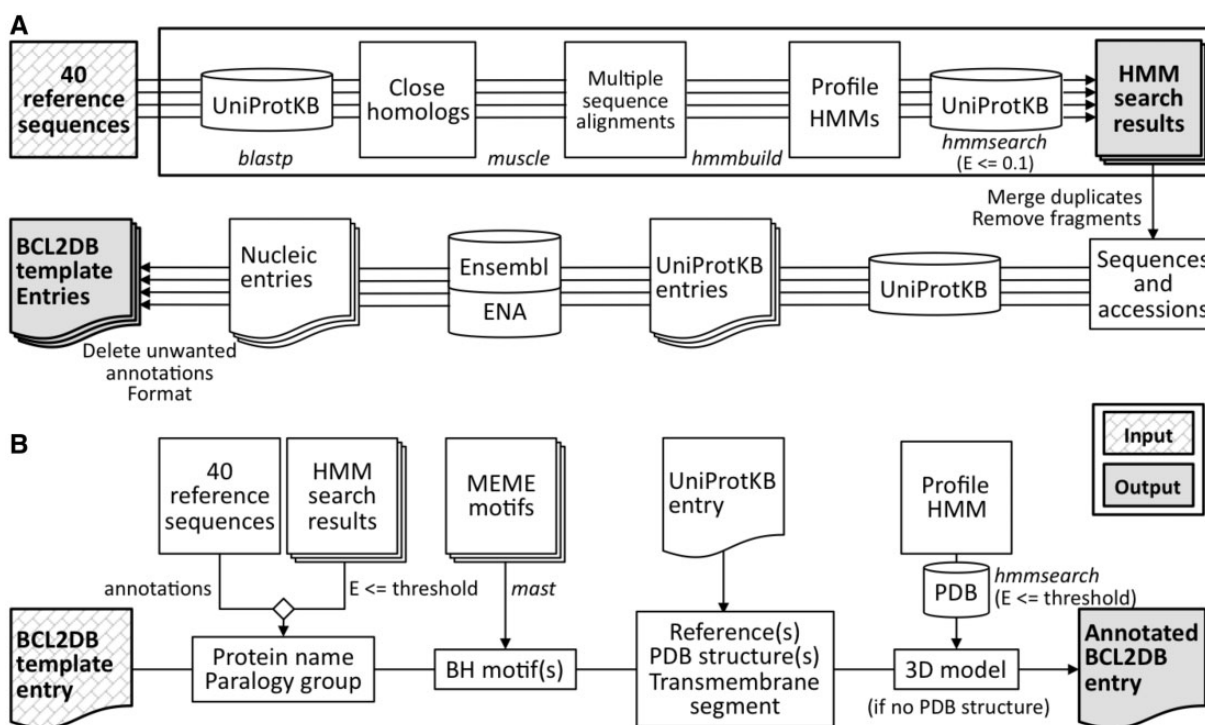 A
40
reference
sequences
UniProtKB
blastp
Close
homologs
muscle
Multiple
sequence
alignments
hmmbuild
Profile
HMMs
UniProtKB
hmmsearch
(E <= 0.1)
HMM
search
results
Merge duplicates
Remove fragments
BCL2DB
template
Entries
Delete unwanted
annotations
Format
Nucleic
entries
Ensembl
ENA
UniProtKB
entries
UniProtKB
Sequences
and
accessions
B
Input
Output
40
reference
sequences
HMM
search
results
MEME
motifs
UniProtKB
entry
Profile
HMM
annotations
E <= threshold
mast
PDB
hmmsearch
(E <= threshold)
BCL2DB
template
entry
Protein name
Paralogy group
BH motif(s)
Reference(s)
PDB structure(s)
Transmembrane
segment
3D model
(if no PDB structure)
Annotated
BCL2DB
entry